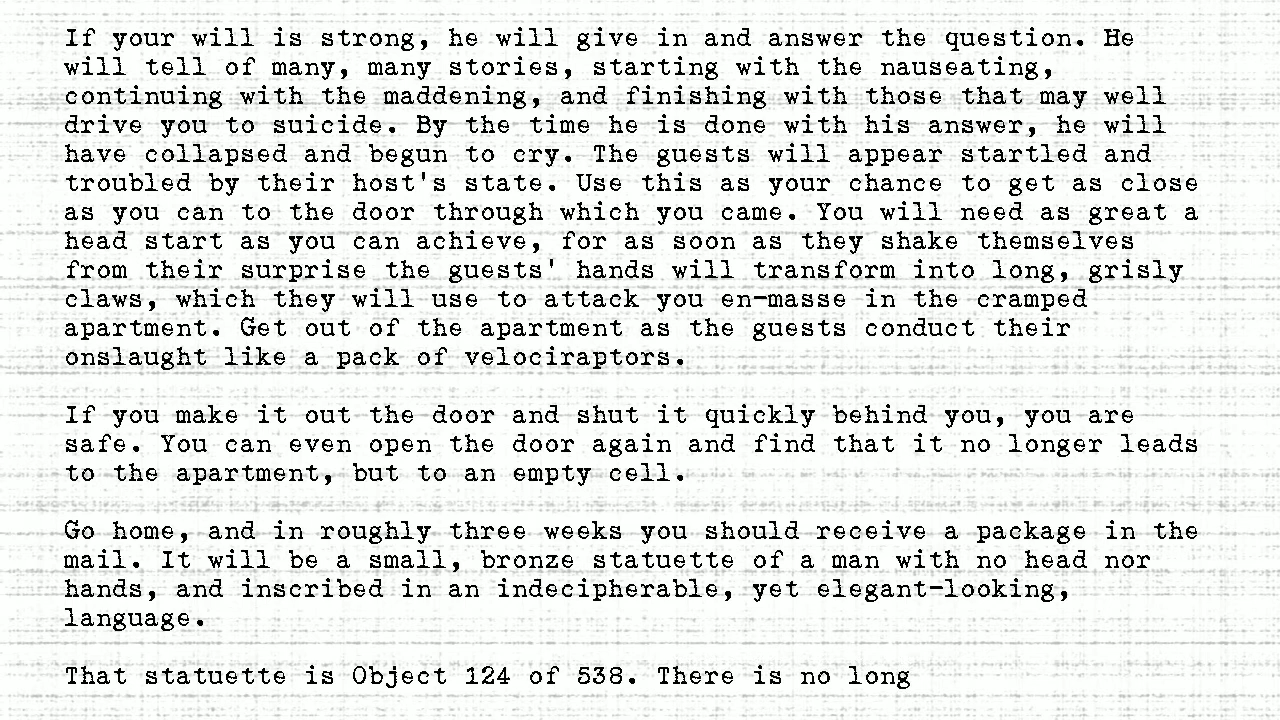 If your will is strong, he will give in and answer the question. He
will tell of many, many stories, starting with the nauseating,
continuing with the maddening, and finishing with those that may well
drive you to suicide. By the time he is done with his answer, he will
have collapsed and begun to cry. The guests will appear startled and
troubled by their host's state. Use this as your chance to get as close
as you can to the door through which you came. You will need as great a
head start as you can achieve, for as soon as they shake themselves
from their surprise the guests' hands will transform into long, grisly
claws, which they will use to attack you en-masse in the cramped
apartment. Get out of the apartment as the guests conduct their
onslaught like a pack of velociraptors.

If you make it out the door and shut it quickly behind you, you are
safe. You can even open the door again and find that it no longer leads
to the apartment, but to an empty cell.

Go home, and in roughly three weeks you should receive a package in the
mail. It will be a small, bronze statuette of a man with no head nor
hands, and inscribed in an indecipherable, yet elegant-looking,
language.

That statuette is Object 124 of 538. There is no long